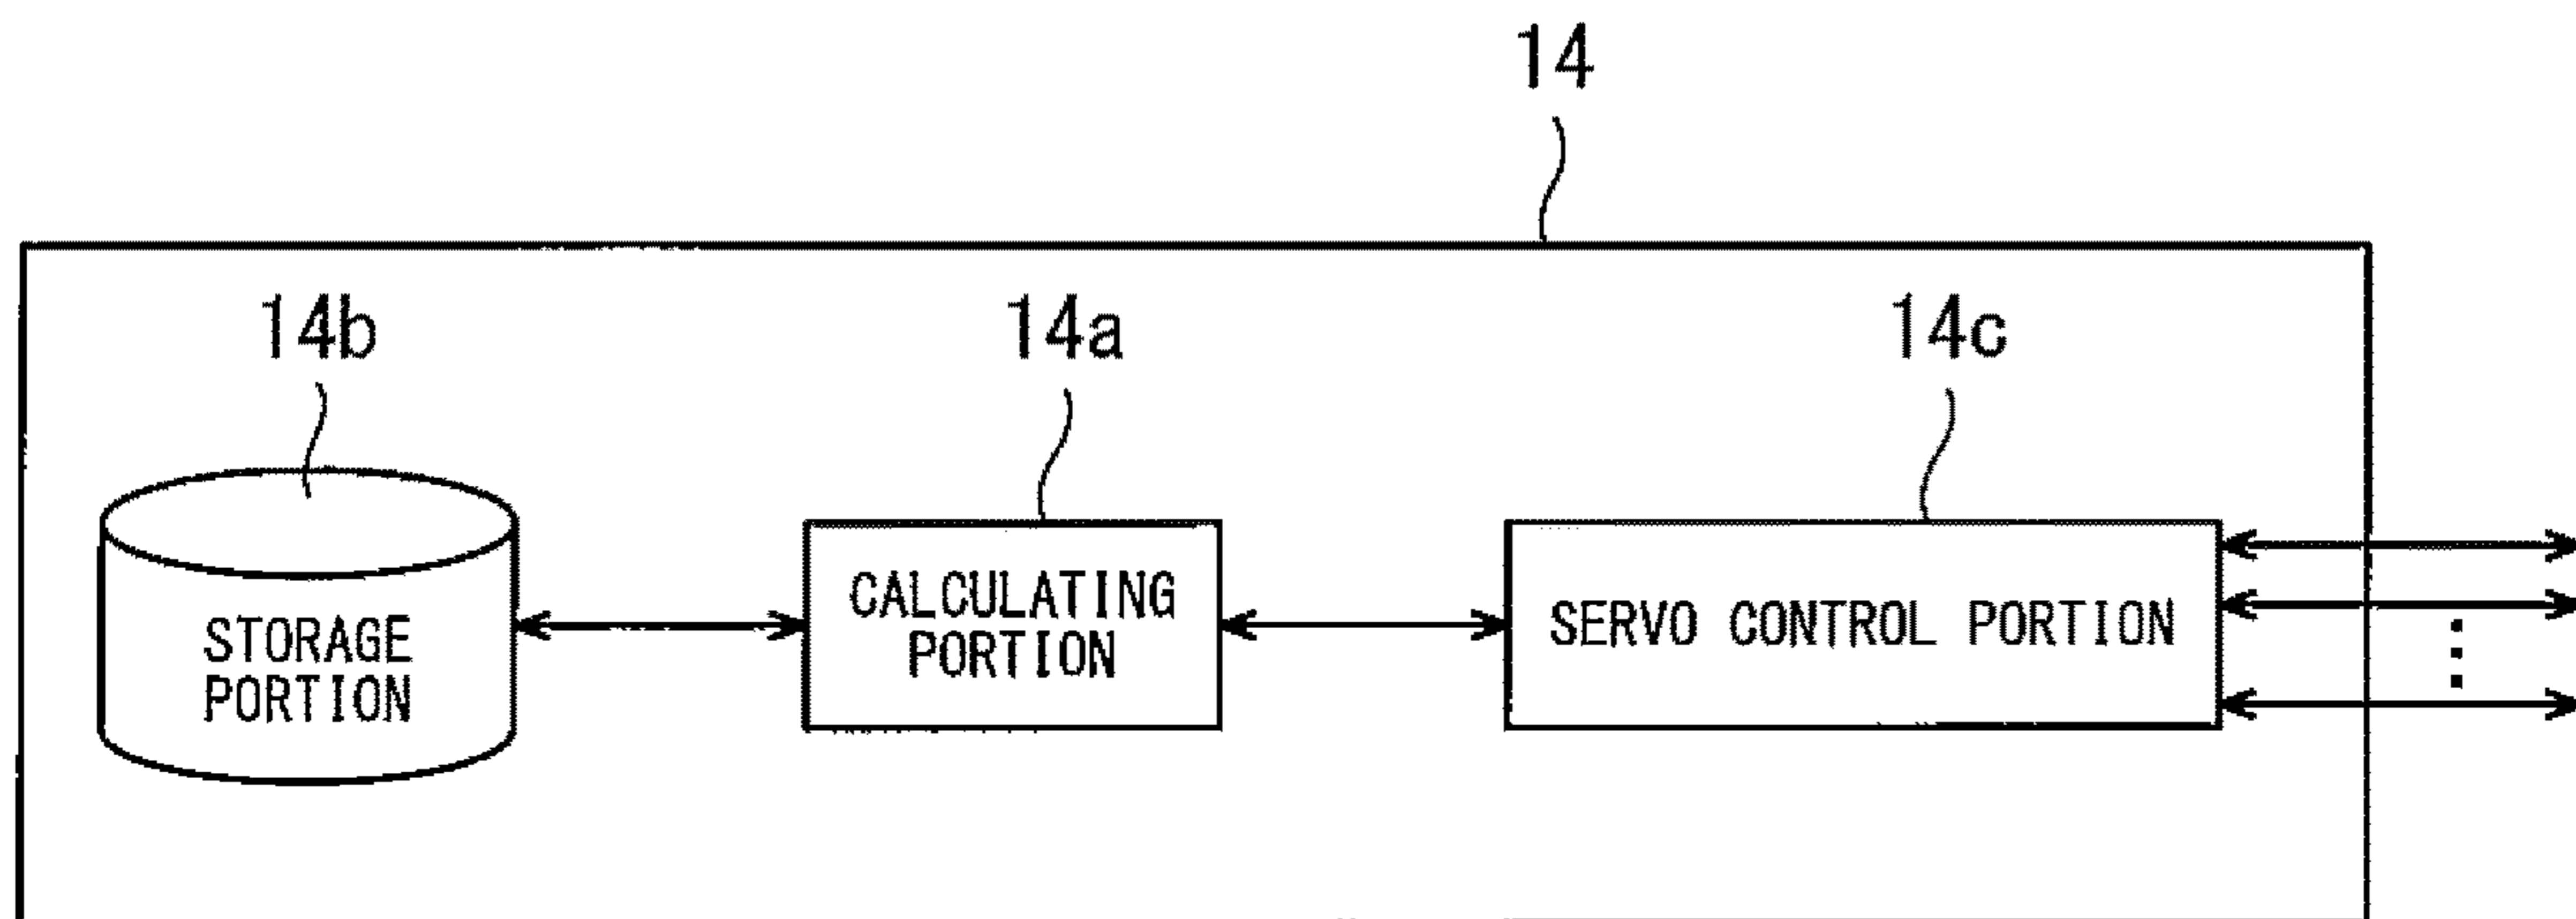 14
14b
14a
14c
STORAGE
PORTION
CALCULATING
PORTION
SERVO CONTROL PORTION